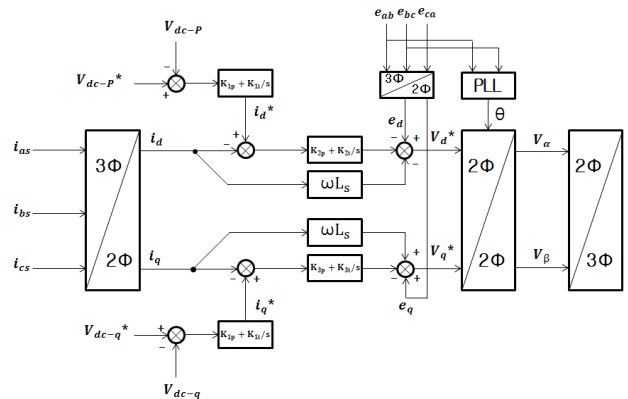 e_ab e_bc e_ca
V_dc-P
V_dc-P*
K_1p + K_1i/s
3Φ
2Φ
PLL
i_d*
e_d
θ
i_as
i_bs
i_cs
3Φ
2Φ
i_d
i_q
K_2p + K_2i/s
ωL_s
ωL_s
K_3p + K_3i/s
V_d*
V_q*
2Φ
2Φ
V_α
V_β
2Φ
3Φ
i_q*
e_q
V_dc-q*
K_1p + K_1i/s
V_dc-q